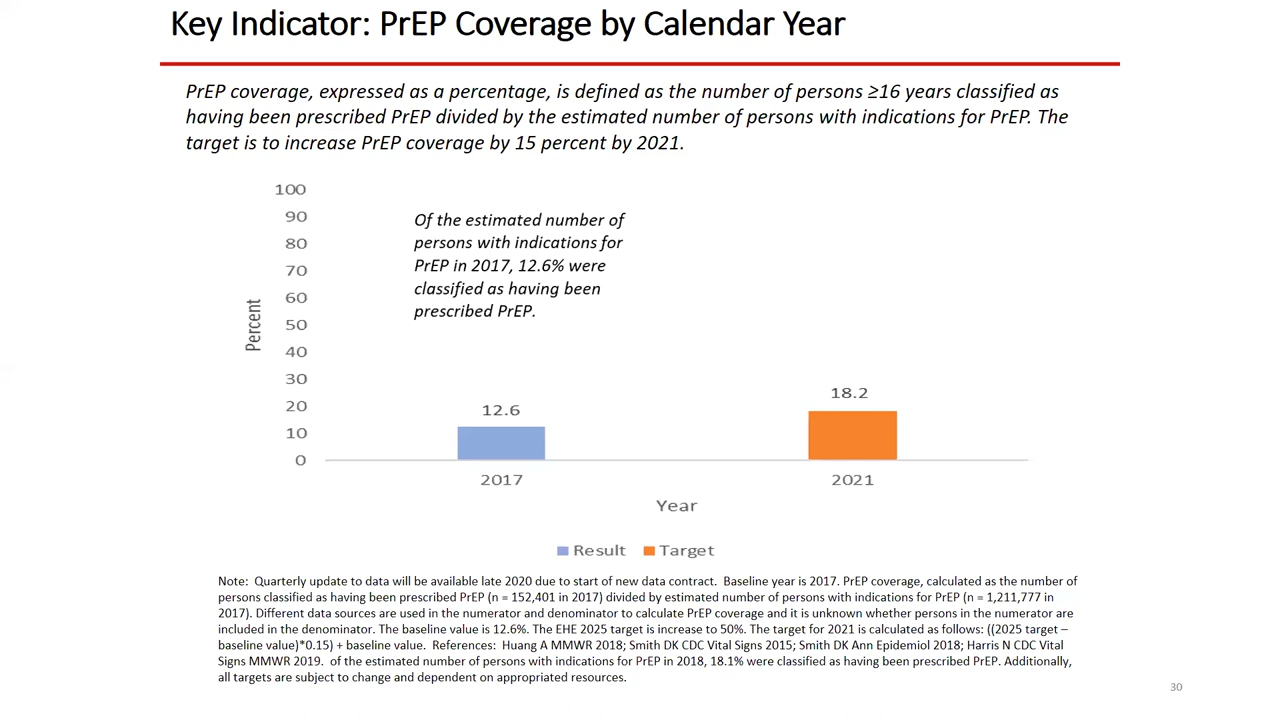 Key Indicator: PrEP Coverage by Calendar Year
PrEP coverage, expressed as a percentage, is defined as the number of persons ≥16 years classified as
having been prescribed PrEP divided by the estimated number of persons with indications for PrEP. The
target is to increase PrEP coverage by 15 percent by 2021.
100
90
80
70
60
50
40
30
20
10
0
Percent
Of the estimated number of
persons with indications for
PrEP in 2017, 12.6% were
classified as having been
prescribed PrEP.
12.6
18.2
2017
2021
Year
Result
Target
Note: Quarterly update to data will be available late 2020 due to start of new data contract. Baseline year is 2017. PrEP coverage, calculated as the number of
persons classified as having been prescribed PrEP (n = 152,401 in 2017) divided by estimated number of persons with indications for PrEP (n = 1,211,777 in
2017). Different data sources are used in the numerator and denominator to calculate PrEP coverage and it is unknown whether persons in the numerator are
included in the denominator. The baseline value is 12.6%. The EHE 2025 target is increase to 50%. The target for 2021 is calculated as follows: ((2025 target –
baseline value)*0.15) + baseline value. References: Huang A MMWR 2018; Smith DK CDC Vital Signs 2015; Smith DK Ann Epidemiol 2018; Harris N CDC Vital
Signs MMWR 2019. of the estimated number of persons with indications for PrEP in 2018, 18.1% were classified as having been prescribed PrEP. Additionally,
all targets are subject to change and dependent on appropriated resources.
30